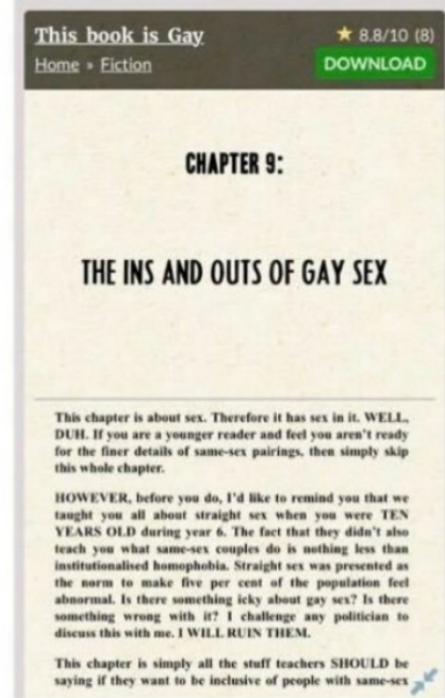 This book is Gay
★ 8.8/10 (8)
Home » Fiction
DOWNLOAD
CHAPTER 9:
THE INS AND OUTS OF GAY SEX
This chapter is about sex. Therefore it has sex in it. WELL,
DUH. If you are a younger reader and feel you aren't ready
for the finer details of same-sex pairings, then simply skip
this whole chapter.
HOWEVER, before you do, I'd like to remind you that we
taught you all about straight sex when you were TEN
YEARS OLD during year 6. The fact that they didn't also
teach you what same-sex couples do is nothing less than
institutionalised homophobia. Straight sex was presented as
the norm to make five per cent of the population feel
abnormal. Is there something icky about gay sex? Is there
something wrong with it? I challenge any politician to
discuss this with me. I WILL RUIN THEM.
This chapter is simply all the stuff teachers SHOULD be
saying if they want to be inclusive of people with same-sex